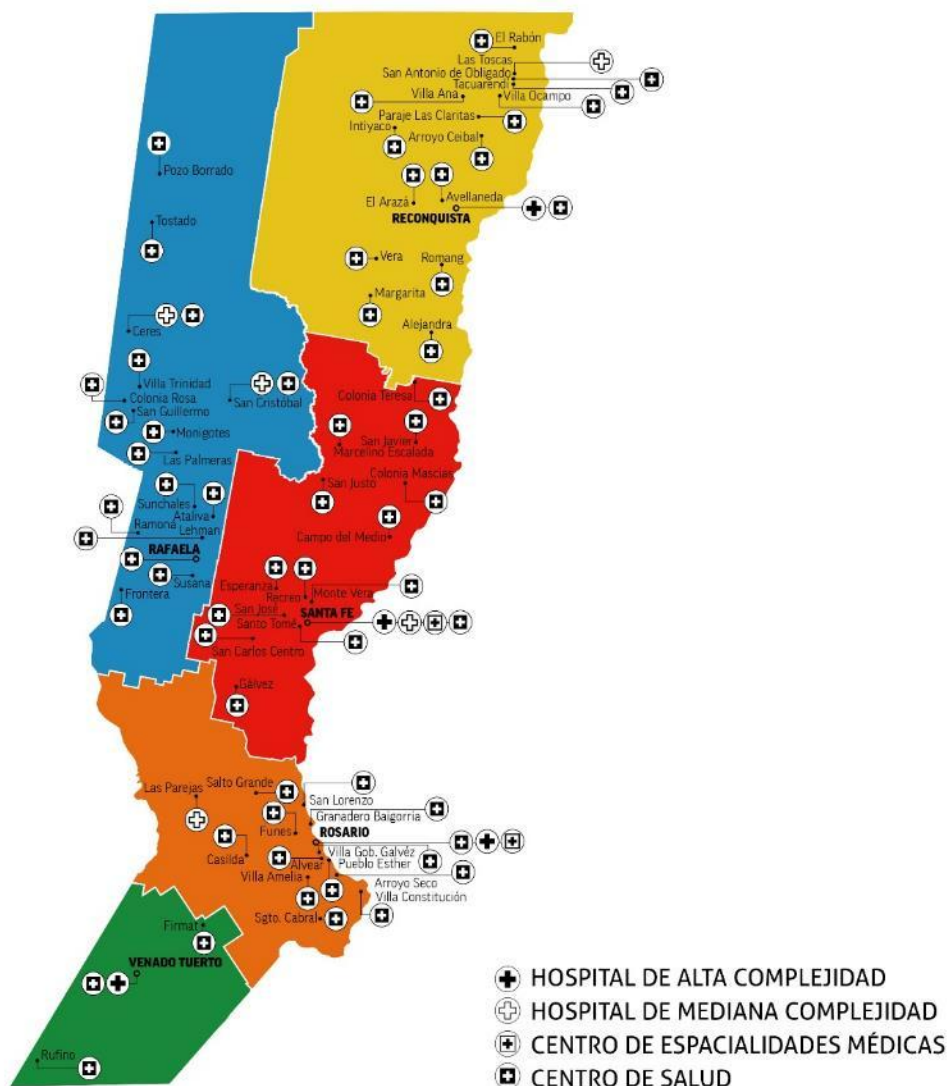 El Rabón
Las Toscas
San Antonio de Obligado
Tacuarendi
Villa Ana
Villa Ocampo
Paraje Las Claritas
Intiyaco
Arroyo Ceibal
Pozo Borrado
El Arazá
Avellaneda
RECONQUISTA
Tostado
Vera
Romang
Margarita
Ceres
Alejandra
Villa Trinidad
Colonia Rosa
San Cristóbal
Colonia Teresa
San Guillermo
Monigotes
San Javier
Marcelino Escalada
Las Palmeras
Colonia Mascias
San Justo
Sunchales
Ataliva
Ramona
Lehman
Campo del Medio
RAFAELA
Susana
Esperanza
Recreo
Monte Vera
Frontera
San José
SANTA FE
Santo Tomé
San Carlos Centro
Gálvez
Salto Grande
Las Parejas
San Lorenzo
Granadero Baigorria
Funes
ROSARIO
Casilda
Alvear
Villa Gob. Galvéz
Pueblo Esther
Villa Amelia
Arroyo Seco
Villa Constitución
Sgto. Cabral
Firmat
VENADO TUERTO
Rufino
HOSPITAL DE ALTA COMPLEJIDAD
HOSPITAL DE MEDIANA COMPLEJIDAD
CENTRO DE ESPACIALIDADES MÉDICAS
CENTRO DE SALUD